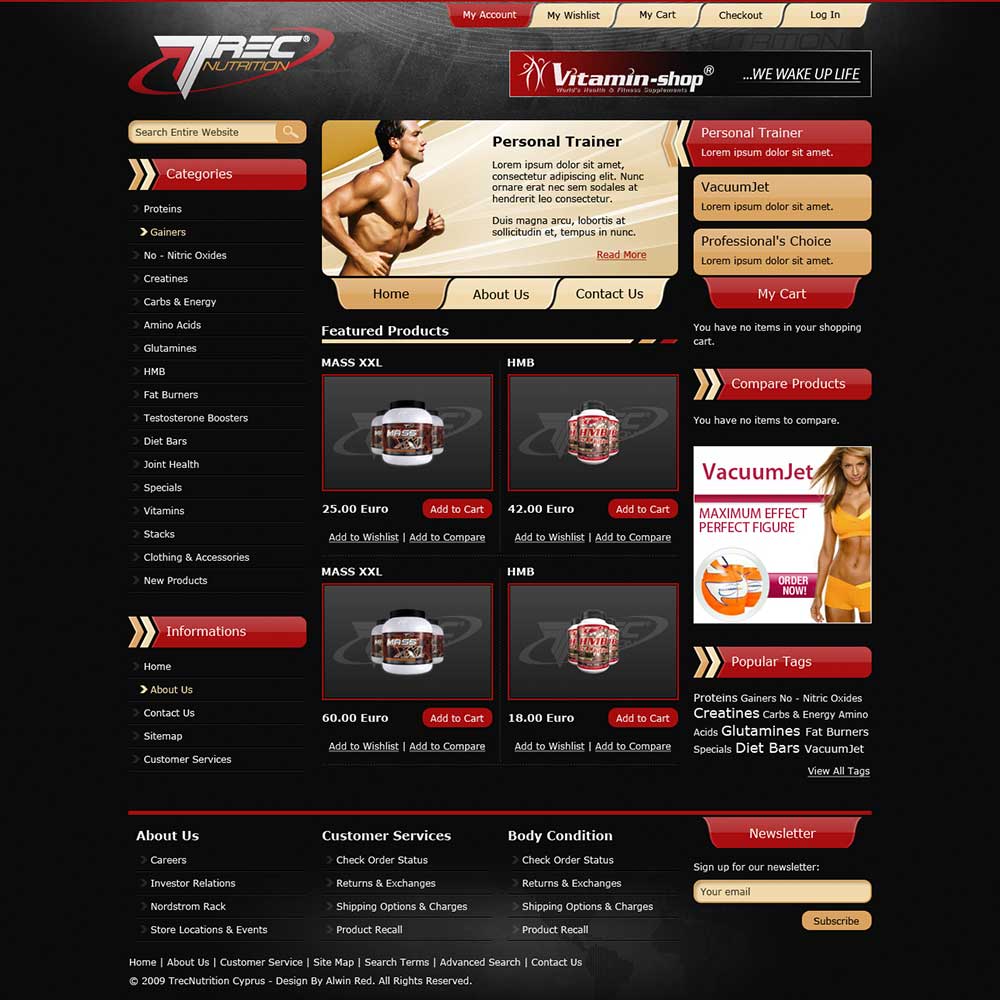 My Account
My Wishlist
My Cart
Checkout
Log In
TREC®
NUTRITION
Vitamin-shop®
World's Health & Fitness Supplements
...WE WAKE UP LIFE
Search Entire Website
Categories
Proteins
Gainers
No - Nitric Oxides
Creatines
Carbs & Energy
Amino Acids
Glutamines
HMB
Fat Burners
Testosterone Boosters
Diet Bars
Joint Health
Specials
Vitamins
Stacks
Clothing & Accessories
New Products
Informations
Home
About Us
Contact Us
Sitemap
Customer Services
Personal Trainer
Lorem ipsum dolor sit amet,
consectetur adipiscing elit. Nunc
ornare erat nec sem sodales at
hendrerit leo consectetur.
Duis magna arcu, lobortis at
sollicitudin et, tempus in nunc.
Read More
Home
About Us
Contact Us
Featured Products
MASS XXL
MASS
25.00 Euro
Add to Cart
Add to Wishlist | Add to Compare
HMB
HMB
42.00 Euro
Add to Cart
Add to Wishlist | Add to Compare
MASS XXL
MASS
60.00 Euro
Add to Cart
Add to Wishlist | Add to Compare
HMB
HMB
18.00 Euro
Add to Cart
Add to Wishlist | Add to Compare
Personal Trainer
Lorem ipsum dolor sit amet.
VacuumJet
Lorem ipsum dolor sit amet.
Professional's Choice
Lorem ipsum dolor sit amet.
My Cart
You have no items in your shopping
cart.
Compare Products
You have no items to compare.
VacuumJet
MAXIMUM EFFECT
PERFECT FIGURE
ORDER
NOW!
Popular Tags
Proteins Gainers No - Nitric Oxides
Creatines Carbs & Energy Amino
Acids Glutamines Fat Burners
Specials Diet Bars VacuumJet
View All Tags
About Us
Careers
Investor Relations
Nordstrom Rack
Store Locations & Events
Customer Services
Check Order Status
Returns & Exchanges
Shipping Options & Charges
Product Recall
Body Condition
Check Order Status
Returns & Exchanges
Shipping Options & Charges
Product Recall
Newsletter
Sign up for our newsletter:
Your email
Subscribe
Home | About Us | Customer Service | Site Map | Search Terms | Advanced Search | Contact Us
© 2009 TrecNutrition Cyprus - Design By Alwin Red. All Rights Reserved.